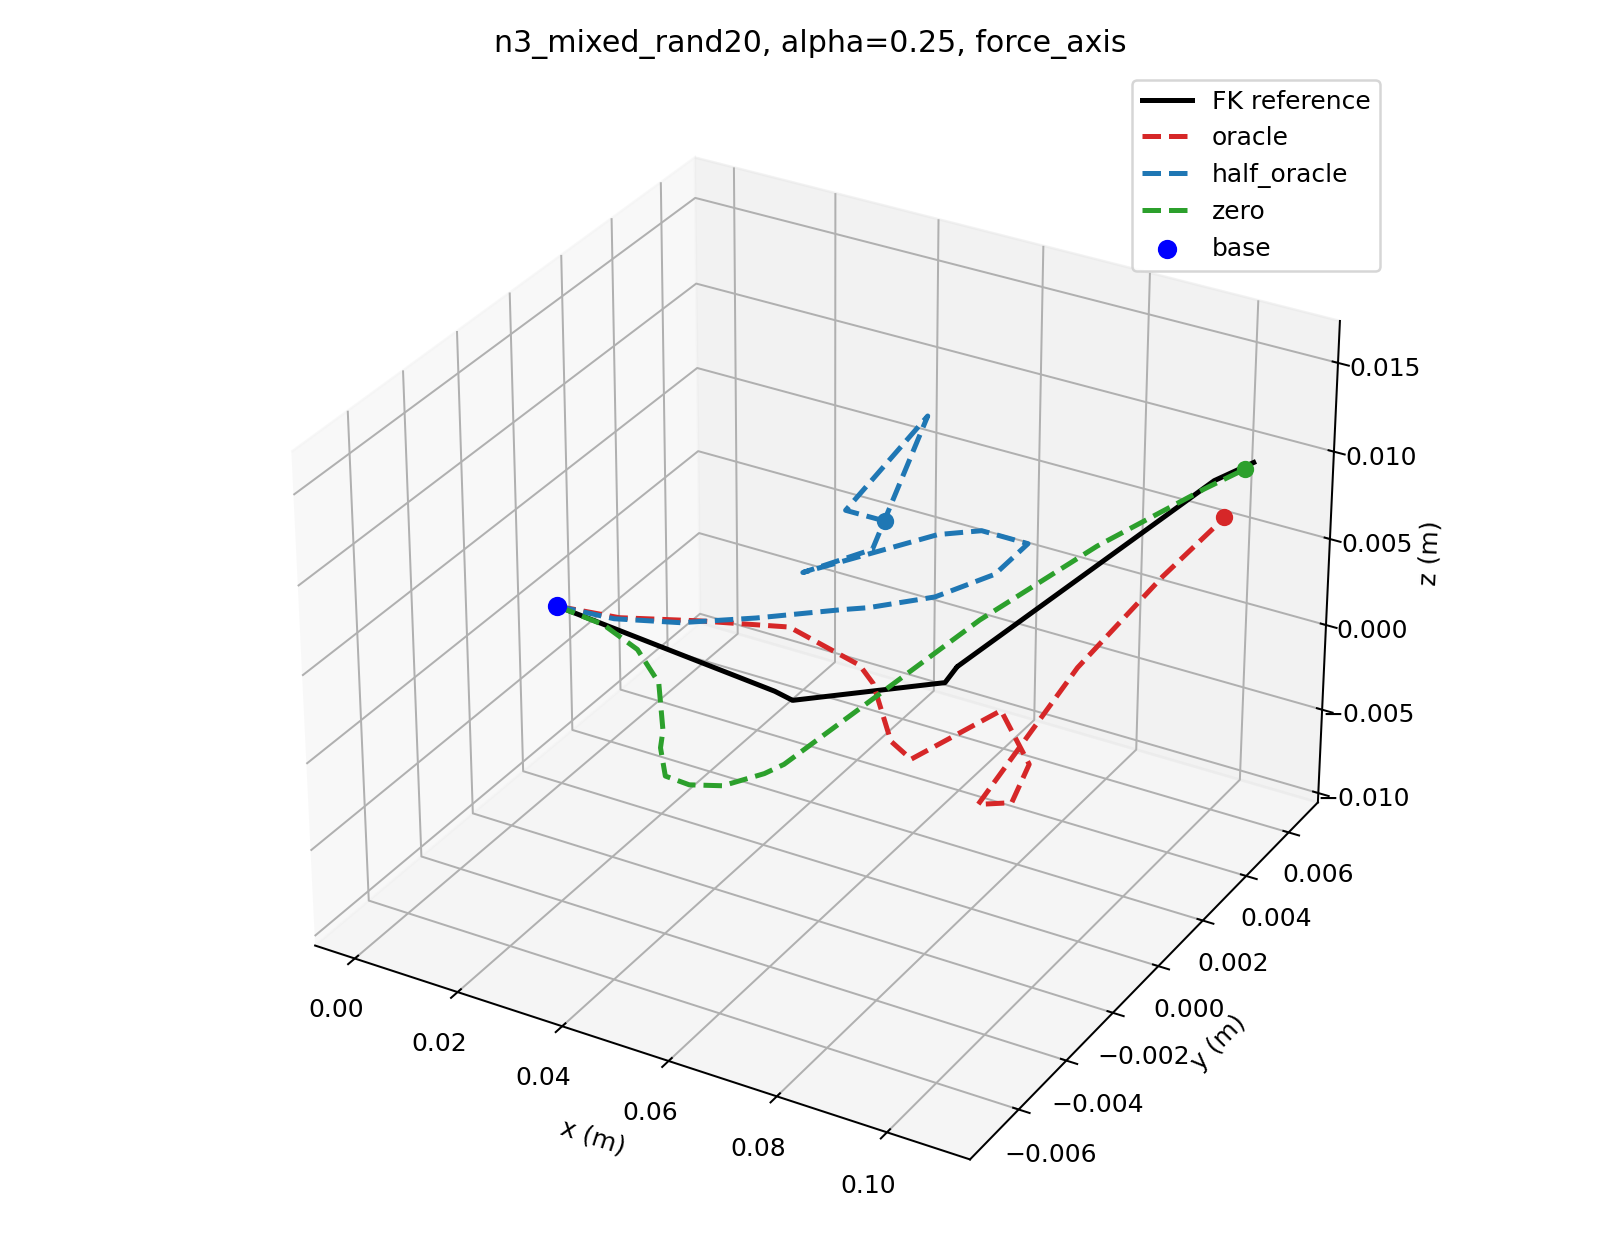 n3_mixed_rand20, alpha=0.25, force_axis
FK reference
oracle
half_oracle
zero
base
0.015
0.010
0.005
0.000
−0.005
−0.010
z (m)
0.006
0.004
0.002
0.000
−0.002
−0.004
−0.006
y (m)
0.00
0.02
0.04
0.06
0.08
0.10
x (m)